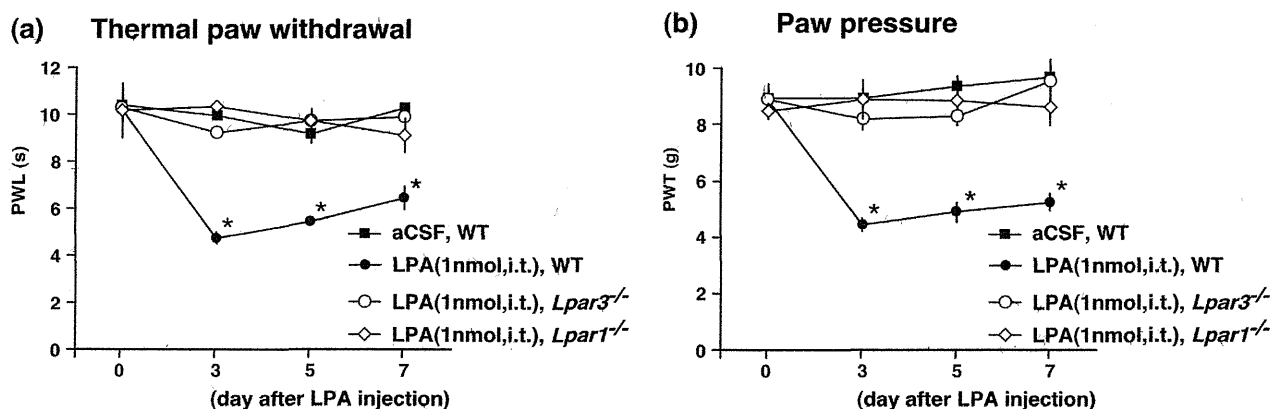 (a) Thermal paw withdrawal
12
10
8
6
4
2
0
PWL (s)
* * *
aCSF, WT
LPA(1nmol,i.t.), WT
LPA(1nmol,i.t.), Lpar3-/-
LPA(1nmol,i.t.), Lpar1-/-
0 3 5 7
(day after LPA injection)
(b) Paw pressure
10
8
6
4
2
0
PWT (g)
* * *
aCSF, WT
LPA(1nmol,i.t.), WT
LPA(1nmol,i.t.), Lpar3-/-
LPA(1nmol,i.t.), Lpar1-/-
0 3 5 7
(day after LPA injection)